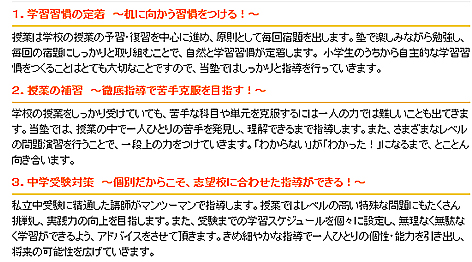 1. 学習習慣の定着　～机に向かう習慣をつける！～
授業は学校の授業の予習・復習を中心に進め、原則として毎回宿題を出します。塾で楽しみながら勉強し、
毎回の宿題にしっかりと取り組むことで、自然と学習習慣が定着します。 小学生のうちから自主的な学習習
慣をつくることはとても大切なことですので、当塾ではしっかりと指導を行っていきます。
2. 授業の補習　～徹底指導で苦手克服を目指す！～
学校の授業をしっかり受けていても、苦手な科目や単元を克服するには一人の力では難しいことも出てきま
す。当塾では、授業の中で一人ひとりの苦手を発見し、理解できるまで指導します。また、さまざまなレベル
の問題演習を行うことで、一段上の力をつけていきます。「わからない」が「わかった！」になるまで、とことん
向き合います。
3. 中学受験対策　～個別だからこそ、志望校に合わせた指導ができる！～
私立中受験に精通した講師がマンツーマンで指導します。授業ではレベルの高い特殊な問題にもたくさん
挑戦し、実践力の向上を目指します。また、受験までの学習スケジュールを個々に設定し、無理なく無駄な
く学習ができるよう、アドバイスをさせて頂きます。きめ細やかな指導で一人ひとりの個性・能力を引き出し、
将来の可能性を広げていきます。